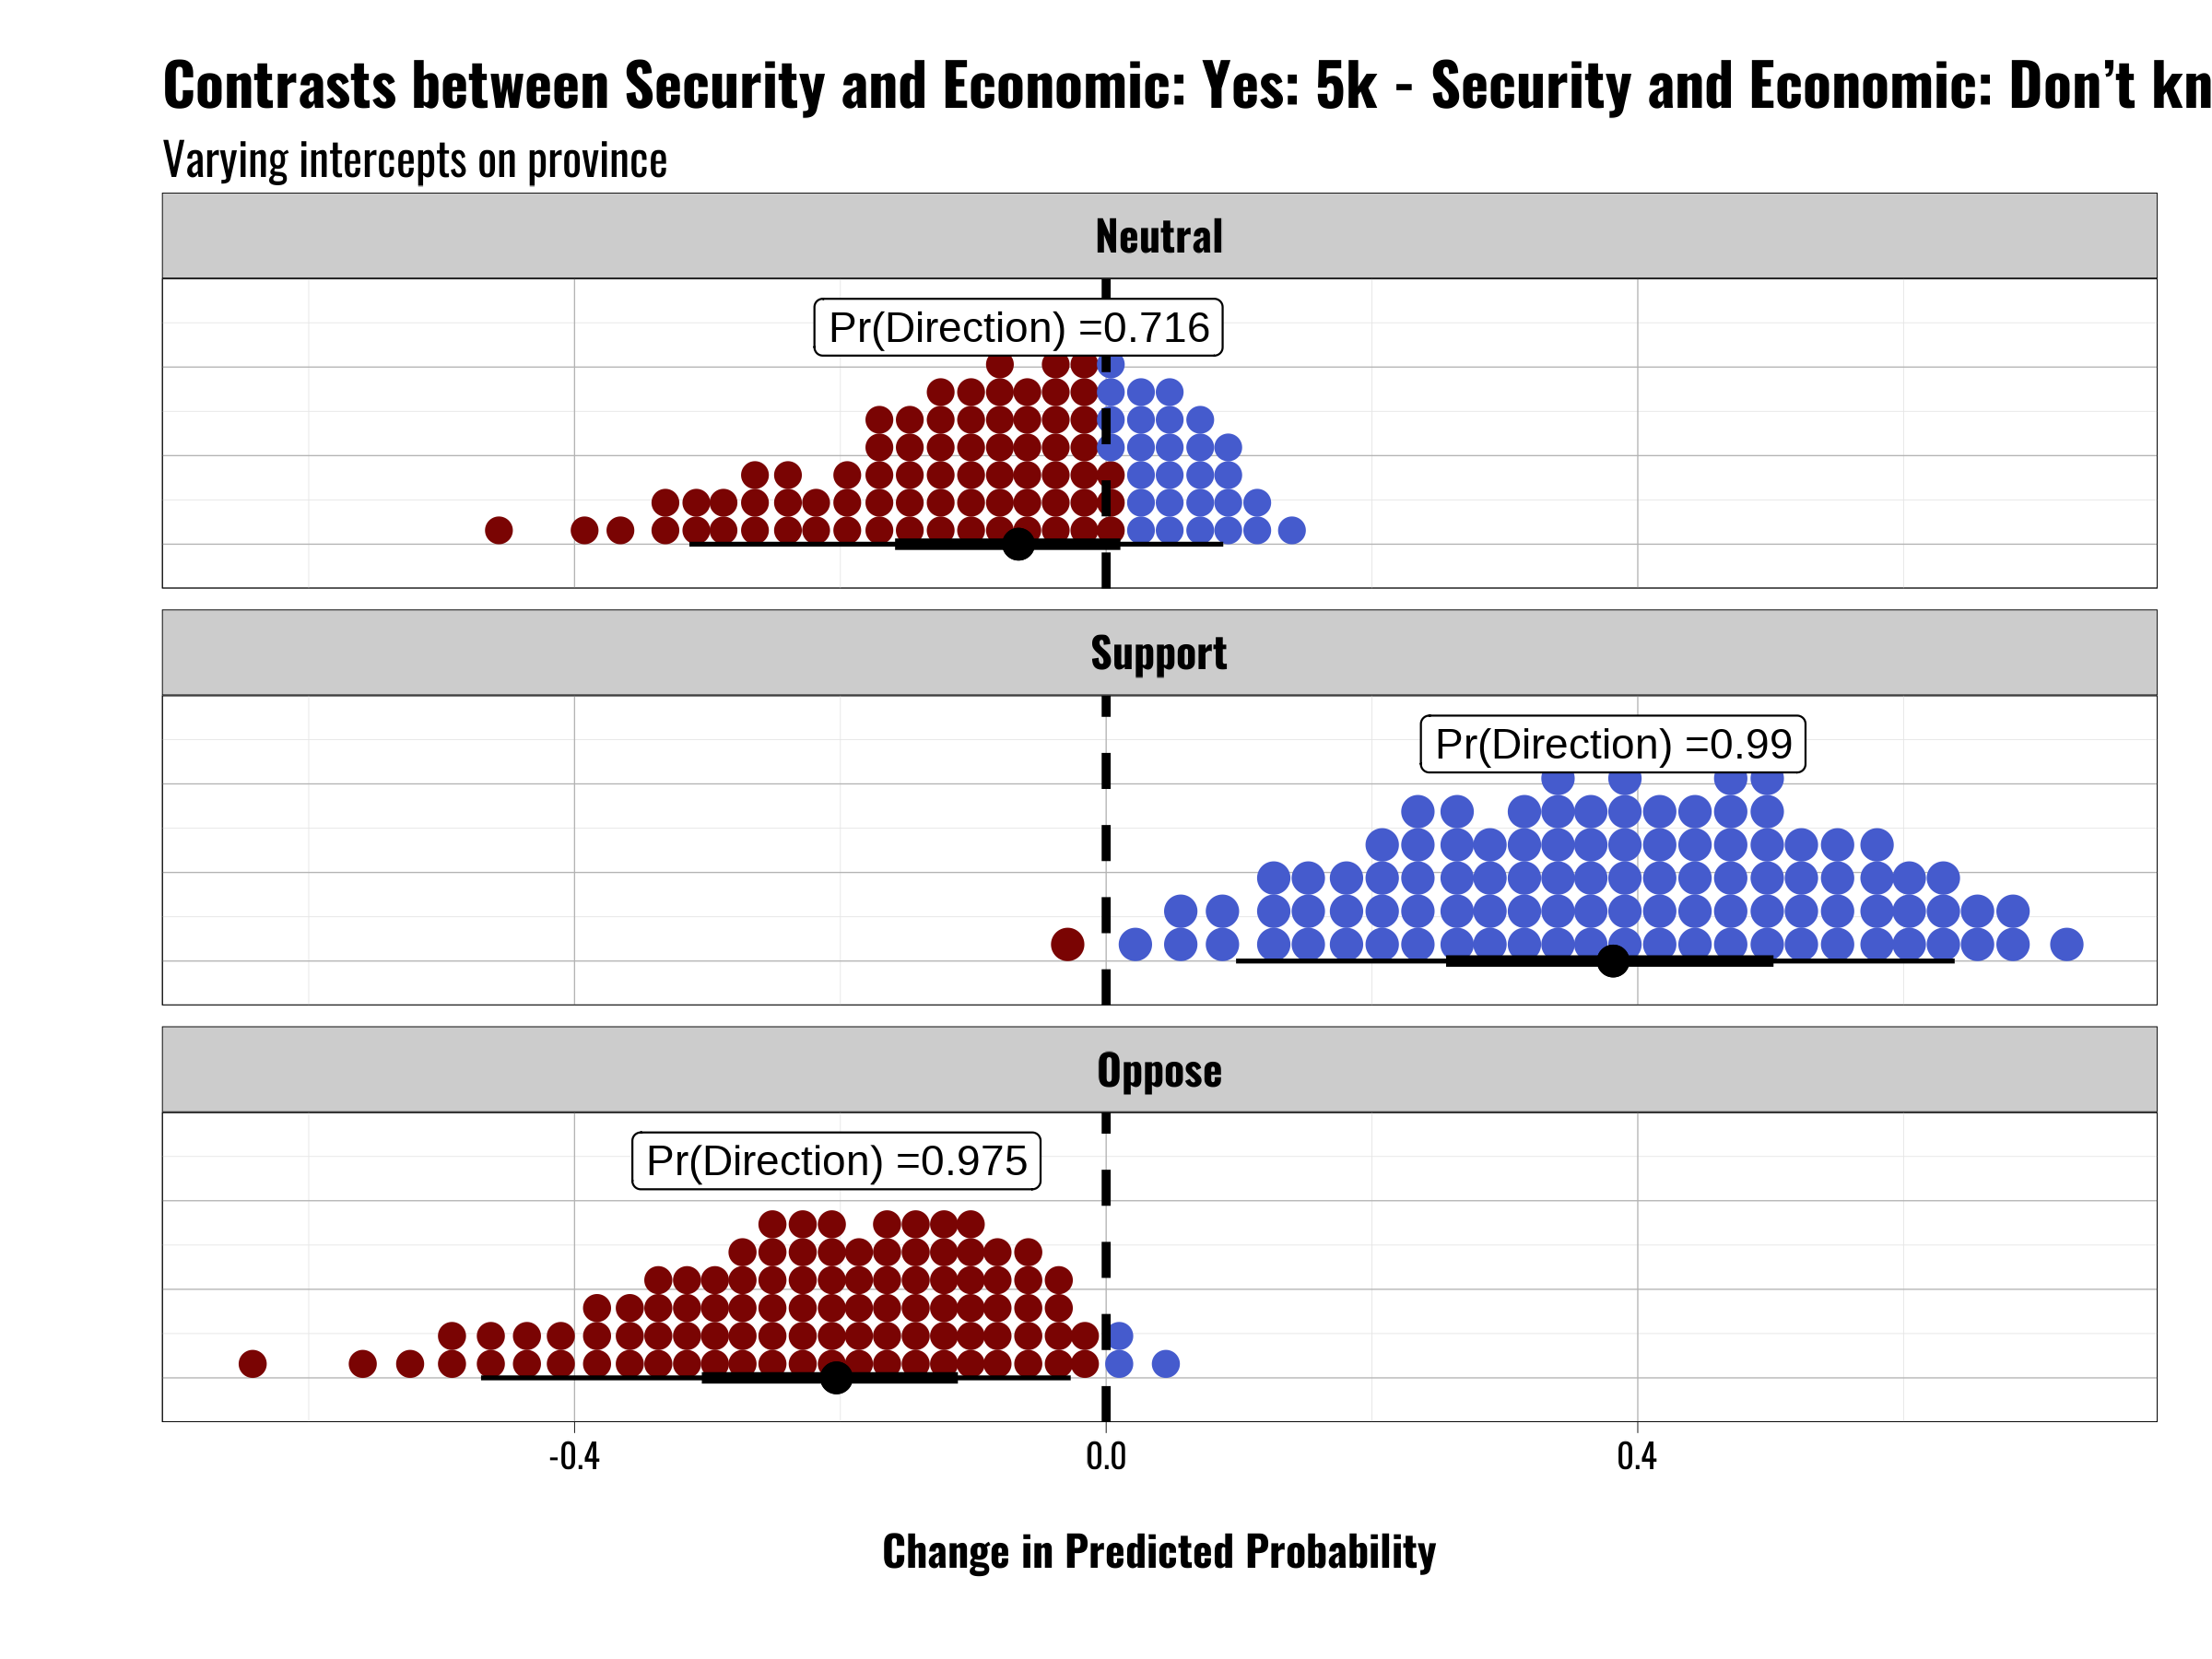 Contrasts between Security and Economic: Yes: 5k - Security and Economic: Don’t kn
Varying intercepts on province
Neutral
Pr(Direction) =0.716
Support
Pr(Direction) =0.99
Oppose
Pr(Direction) =0.975
-0.4 0.0 0.4
Change in Predicted Probability